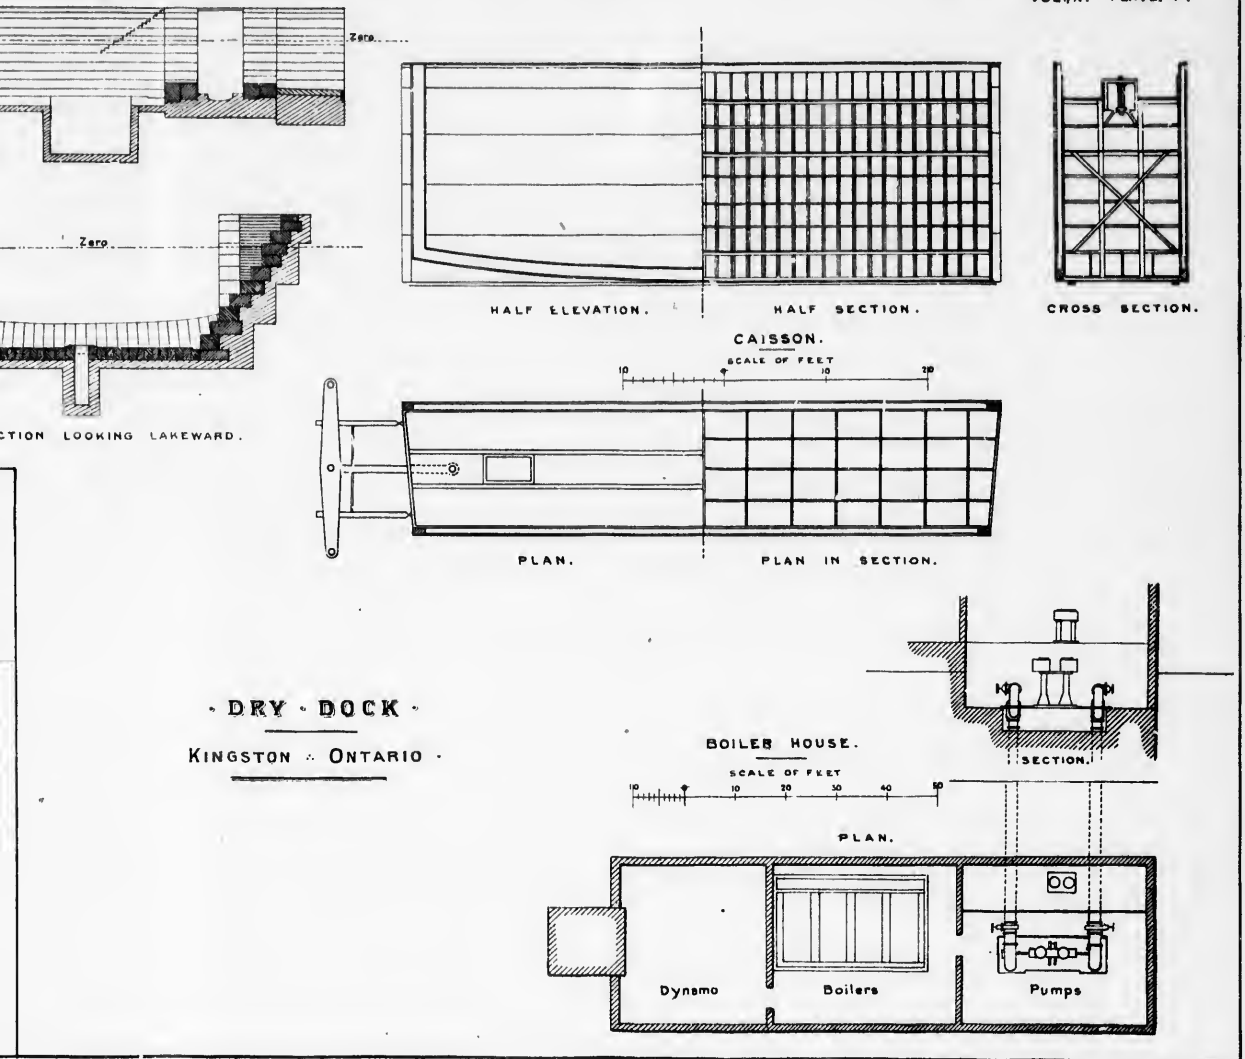 Zero
HALF ELEVATION.
HALF SECTION.
CROSS SECTION.
CAISSON.
SCALE OF FEET
10 0 10 20
Zero
LOOKING LAKEWARD.
PLAN.
PLAN IN SECTION.
· DRY · DOCK ·
KINGSTON ∴ ONTARIO ·
BOILER HOUSE.
SCALE OF FEET
10 0 10 20 30 40 50
SECTION.
PLAN.
Dynamo
Boilers
Pumps